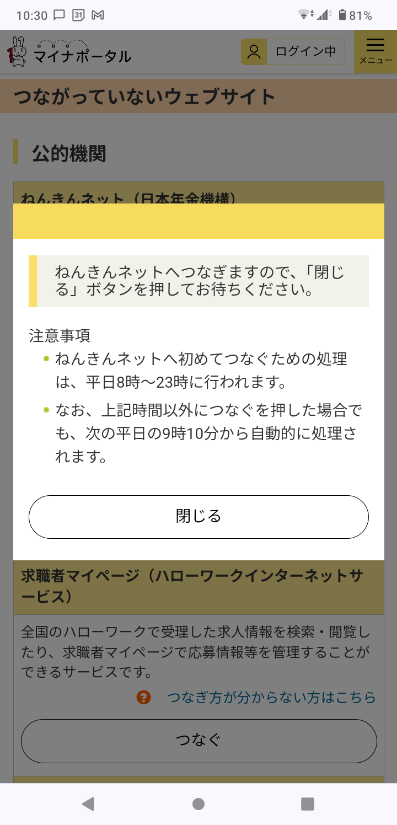 10:30
31
81%
マイナポータル
ログイン中
メニュー
つながっていないウェブサイト
公的機関
ねんきんネット（日本年金機構）
ねんきんネットへつなぎますので、「閉じ
る」ボタンを押してお待ちください。
注意事項
ねんきんネットへ初めてつなぐための処理
は、平日8時～23時に行われます。
なお、上記時間以外につなぐを押した場合で
も、次の平日の9時10分から自動的に処理さ
れます。
閉じる
求職者マイページ（ハローワークインターネットサ
ービス）
全国のハローワークで受理した求人情報を検索・閲覧し
たり、求職者マイページで応募情報等を管理することが
できるサービスです。
? つなぎ方が分からない方はこちら
つなぐ